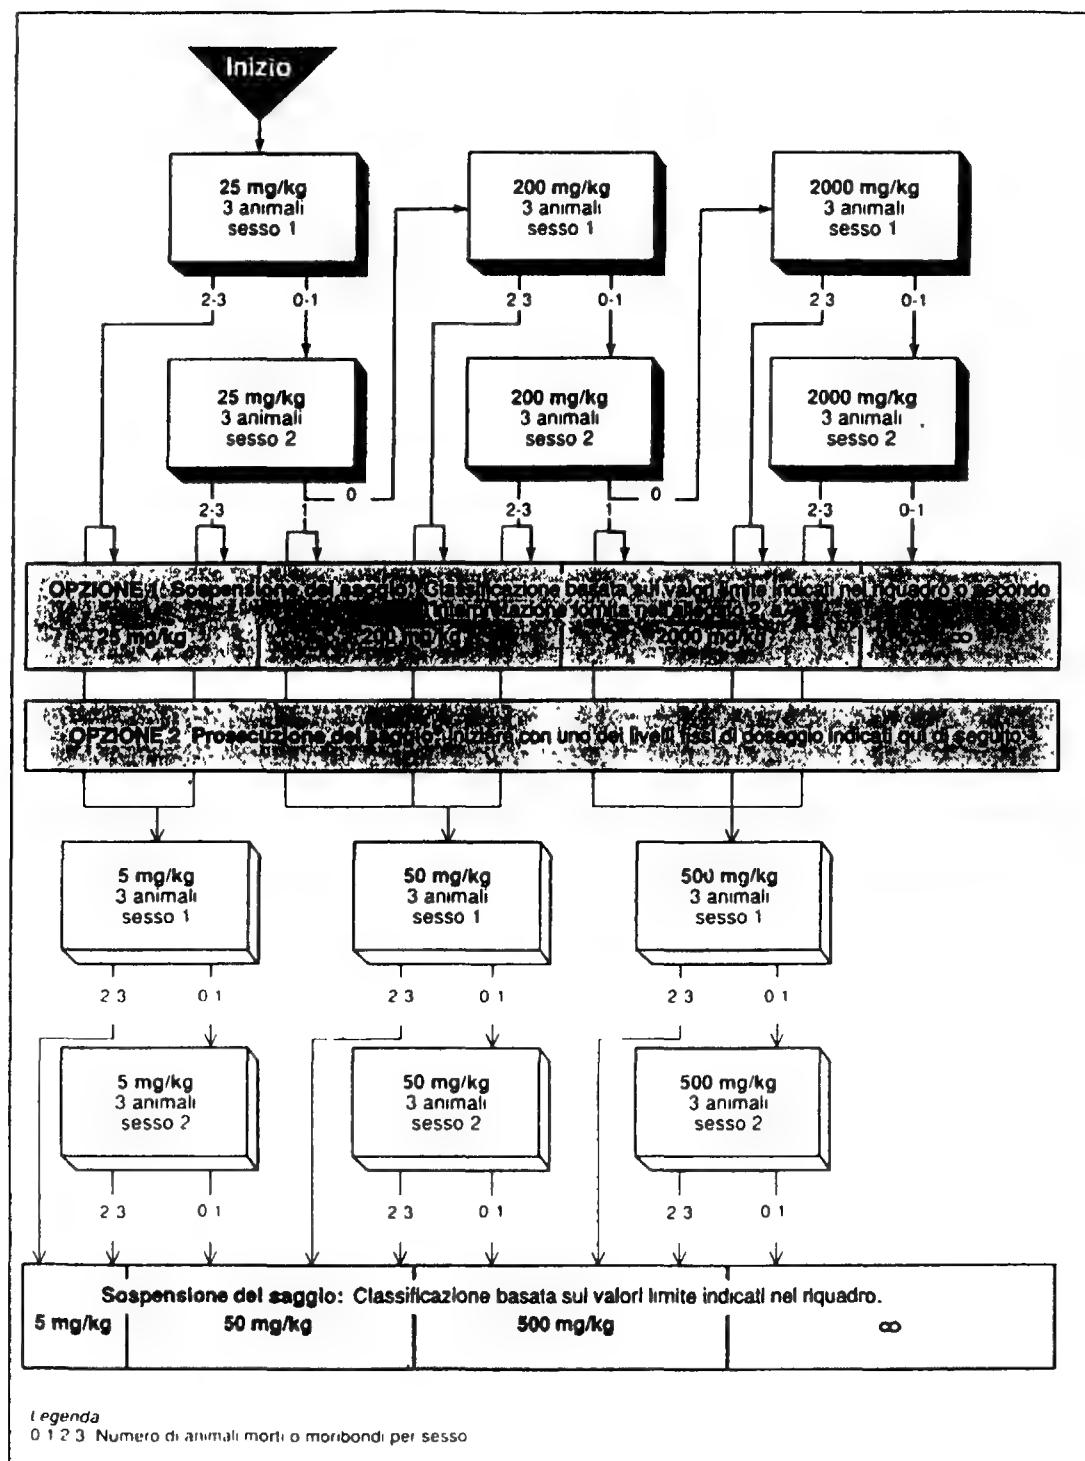 Inizio
25 mg/kg
3 animali
sesso 1
200 mg/kg
3 animali
sesso 1
2000 mg/kg
3 animali
sesso 1
2-3
0-1
2 3
0-1
2 3
0-1
25 mg/kg
3 animali
sesso 2
200 mg/kg
3 animali
sesso 2
2000 mg/kg
3 animali
sesso 2
0
0
2-3
1
2-3
1
2-3
0-1
OPZIONE 1 Sospensione del saggio: Classificazione basata sui valori limite indicati nel riquadro o secondo
interpretazione fornita nell'allegato 2
25 mg/kg
200 mg/kg
2000 mg/kg
∞
OPZIONE 2 Prosecuzione del saggio: iniziare con uno dei livelli fissi di dosaggio indicati qui di seguito
5 mg/kg
3 animali
sesso 1
50 mg/kg
3 animali
sesso 1
500 mg/kg
3 animali
sesso 1
2 3
0 1
2 3
0 1
2 3
0 1
5 mg/kg
3 animali
sesso 2
50 mg/kg
3 animali
sesso 2
500 mg/kg
3 animali
sesso 2
2 3
0 1
2 3
0 1
2 3
0 1
Sospensione del saggio: Classificazione basata sui valori limite indicati nel riquadro.
5 mg/kg
50 mg/kg
500 mg/kg
∞
Legenda
0 1 2 3 Numero di animali morti o moribondi per sesso